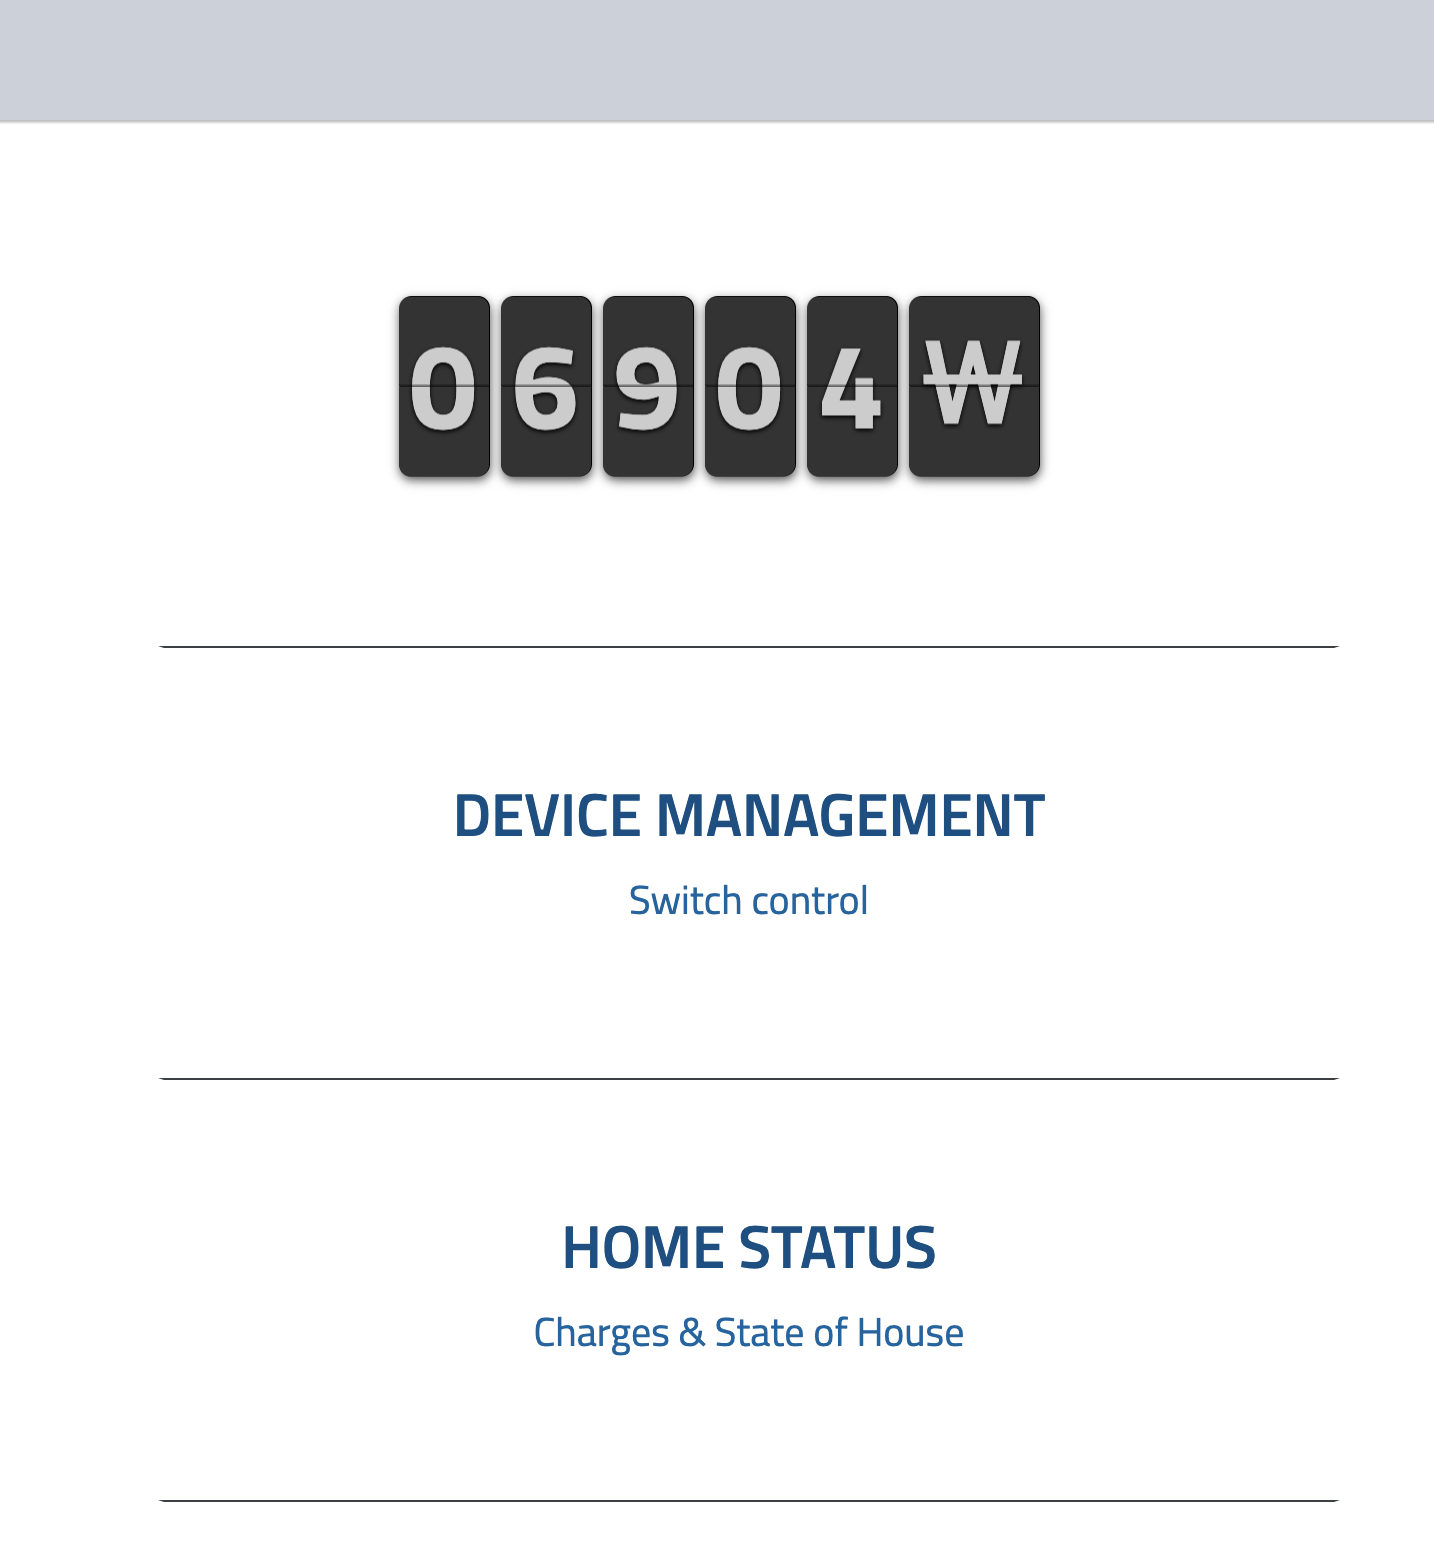 06904₩
DEVICE MANAGEMENT
Switch control
HOME STATUS
Charges & State of House